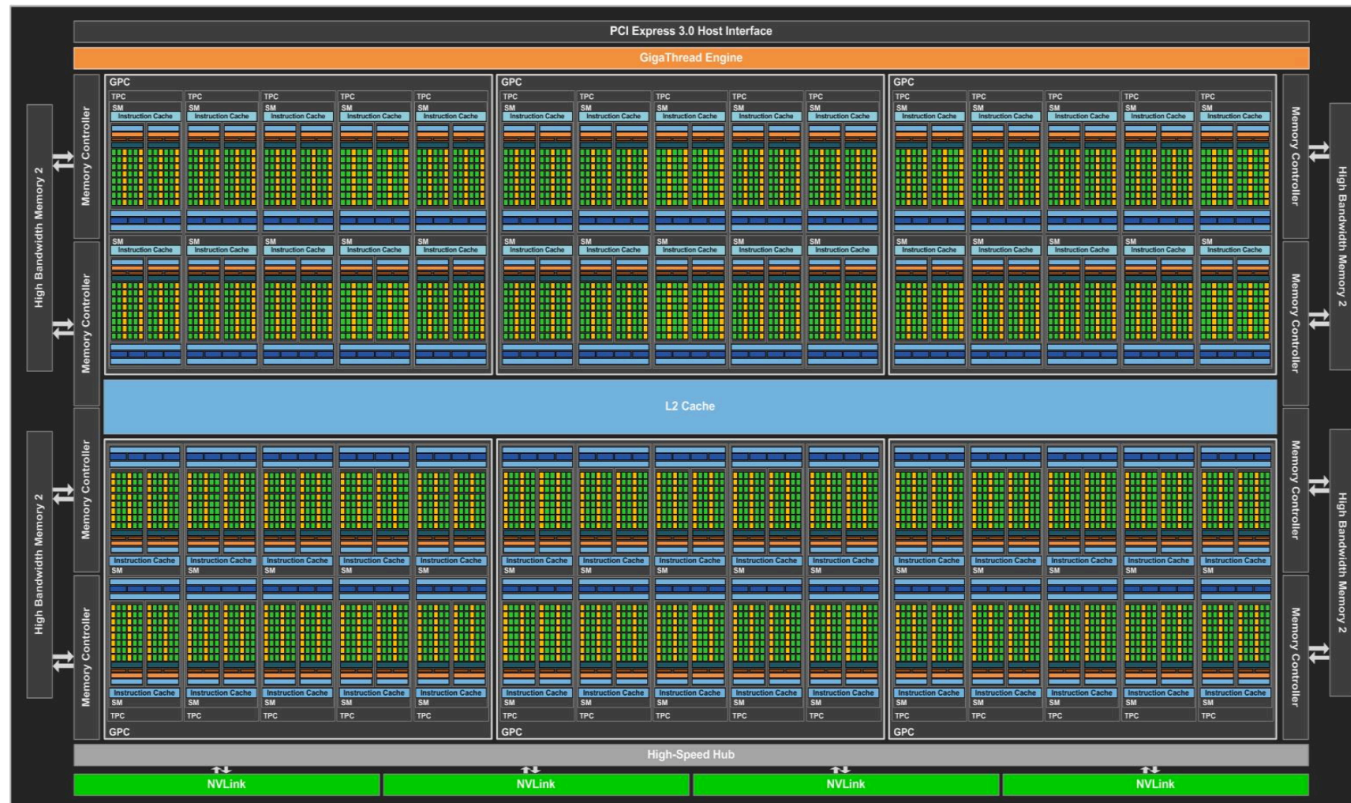 PCI Express 3.0 Host Interface
GigaThread Engine
GPC GPC GPC
TPC TPC TPC TPC TPC TPC TPC TPC TPC TPC TPC TPC TPC TPC TPC
SM SM SM SM SM SM SM SM SM SM SM SM SM SM SM
Instruction Cache Instruction Cache Instruction Cache Instruction Cache Instruction Cache Instruction Cache Instruction Cache Instruction Cache Instruction Cache Instruction Cache Instruction Cache Instruction Cache Instruction Cache Instruction Cache Instruction Cache
SM SM SM SM SM SM SM SM SM SM SM SM SM SM SM
Instruction Cache Instruction Cache Instruction Cache Instruction Cache Instruction Cache Instruction Cache Instruction Cache Instruction Cache Instruction Cache Instruction Cache Instruction Cache Instruction Cache Instruction Cache Instruction Cache Instruction Cache
High Bandwidth Memory 2
Memory Controller
Memory Controller
Memory Controller
Memory Controller
High Bandwidth Memory 2
L2 Cache
High Bandwidth Memory 2
Memory Controller
Memory Controller
Memory Controller
Memory Controller
High Bandwidth Memory 2
Instruction Cache Instruction Cache Instruction Cache Instruction Cache Instruction Cache Instruction Cache Instruction Cache Instruction Cache Instruction Cache Instruction Cache Instruction Cache Instruction Cache Instruction Cache Instruction Cache Instruction Cache
SM SM SM SM SM SM SM SM SM SM SM SM SM SM SM
Instruction Cache Instruction Cache Instruction Cache Instruction Cache Instruction Cache Instruction Cache Instruction Cache Instruction Cache Instruction Cache Instruction Cache Instruction Cache Instruction Cache Instruction Cache Instruction Cache Instruction Cache
SM SM SM SM SM SM SM SM SM SM SM SM SM SM SM
TPC TPC TPC TPC TPC TPC TPC TPC TPC TPC TPC TPC TPC TPC TPC
GPC GPC GPC
High-Speed Hub
NVLink NVLink NVLink NVLink